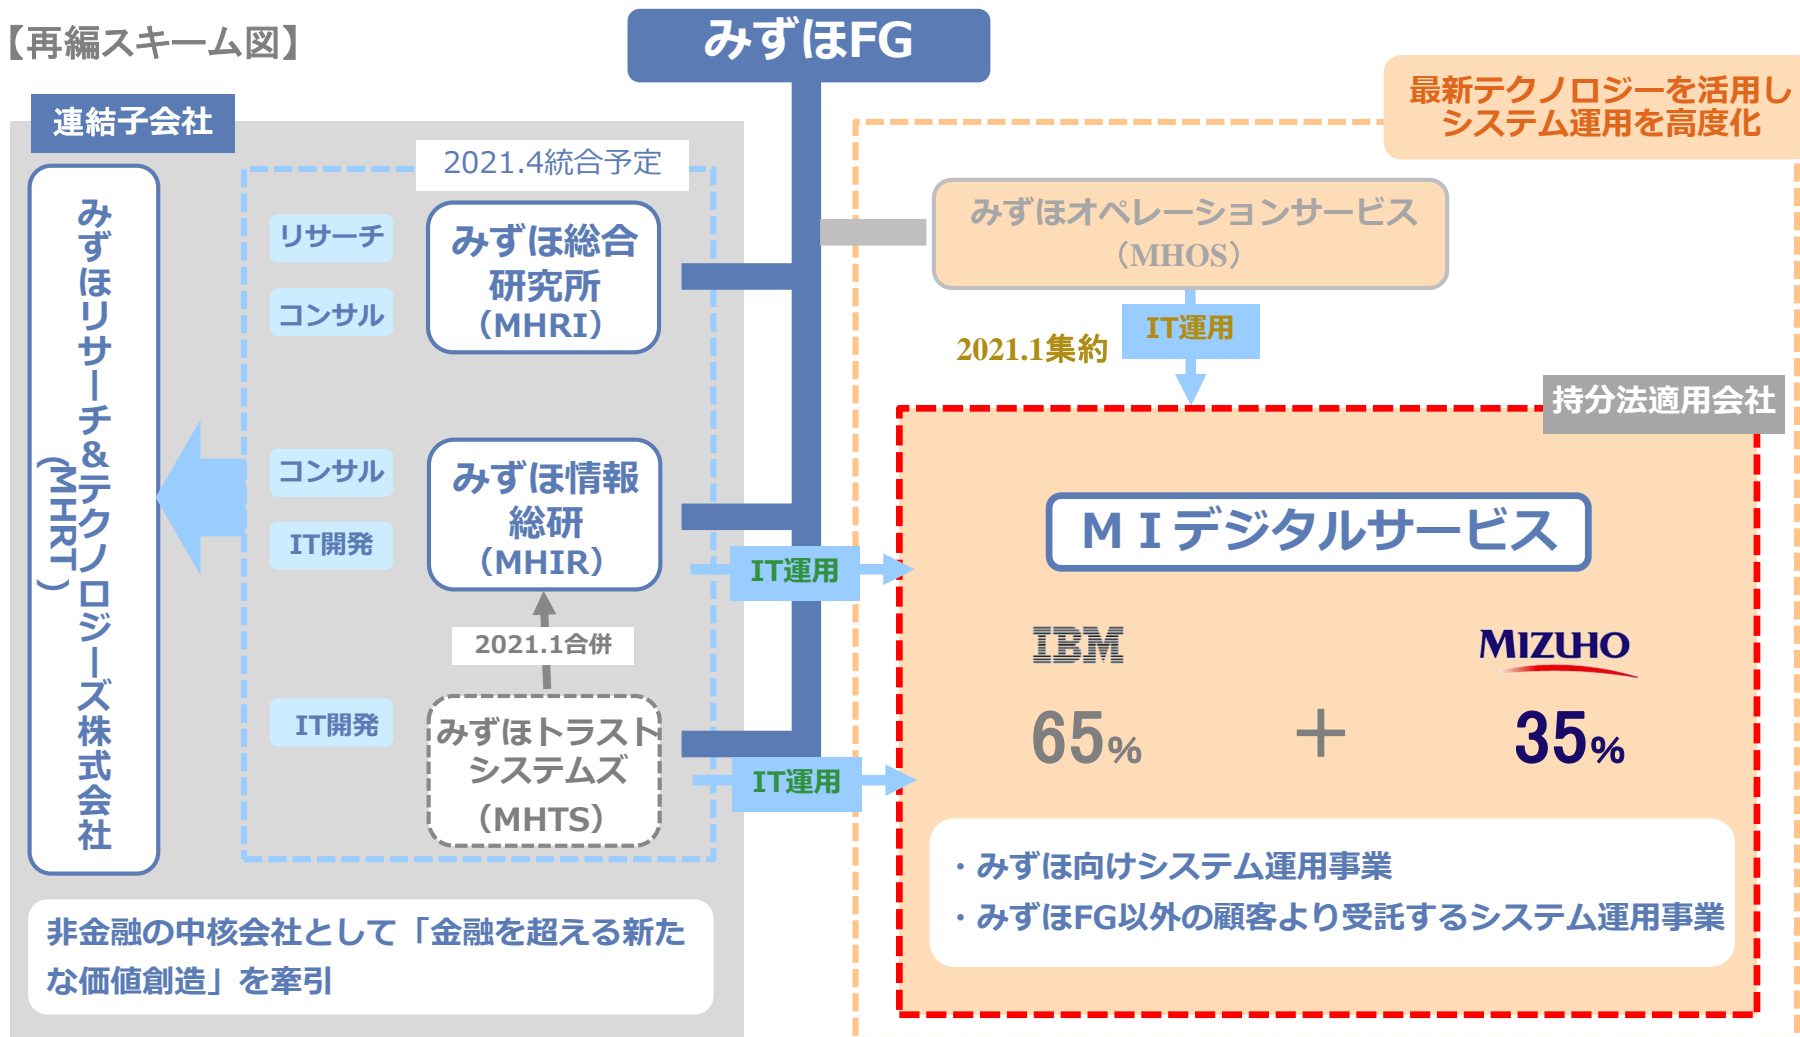 【再編スキーム図】
みずほFG
最新テクノロジーを活用し
システム運用を高度化
連結子会社
2021.4統合予定
みずほリサーチ&テクノロジーズ株式会社
(MHRT)
リサーチ
コンサル
みずほ総合
研究所
（MHRI）
コンサル
IT開発
みずほ情報
総研
（MHIR）
IT運用
2021.1合併
IT開発
みずほトラスト
システムズ
（MHTS）
IT運用
非金融の中核会社として「金融を超える新た
な価値創造」を牽引
みずほオペレーションサービス
（MHOS）
IT運用
2021.1集約
持分法適用会社
ＭＩデジタルサービス
IBM
MIZUHO
65%
＋
35%
・みずほ向けシステム運用事業
・みずほFG以外の顧客より受託するシステム運用事業